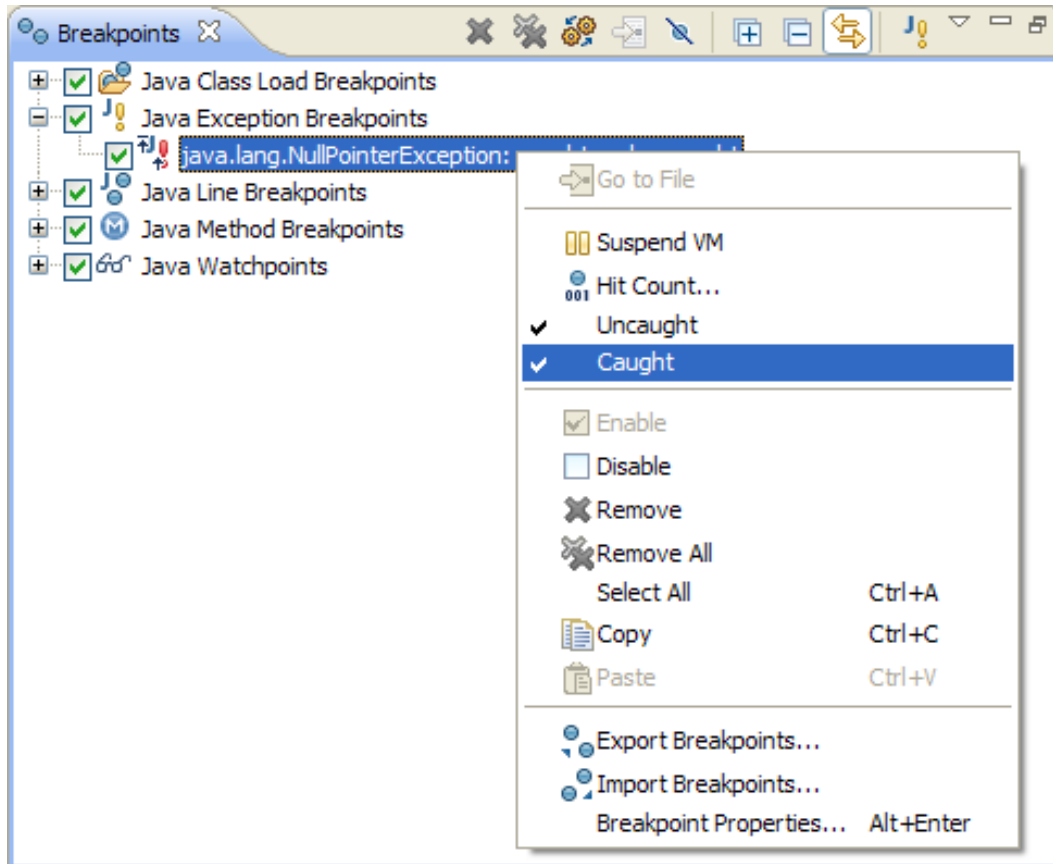 Breakpoints
Java Class Load Breakpoints
Java Exception Breakpoints
java.lang.NullPointerException:
Java Line Breakpoints
Java Method Breakpoints
Java Watchpoints
Go to File
Suspend VM
001 Hit Count...
Uncaught
Caught
Enable
Disable
Remove
Remove All
Select All Ctrl+A
Copy Ctrl+C
Paste Ctrl+V
Export Breakpoints...
Import Breakpoints...
Breakpoint Properties... Alt+Enter